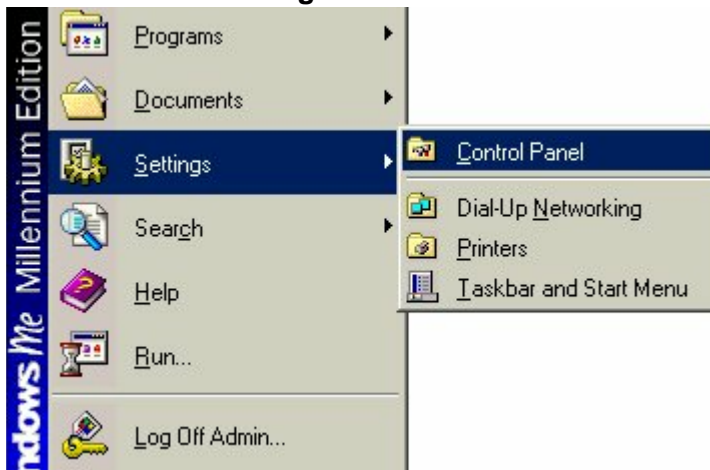 Programs
Documents
Settings
Search
Help
Run...
Log Off Admin...
Control Panel
Dial-Up Networking
Printers
Taskbar and Start Menu
ndows Me Millennium Edition